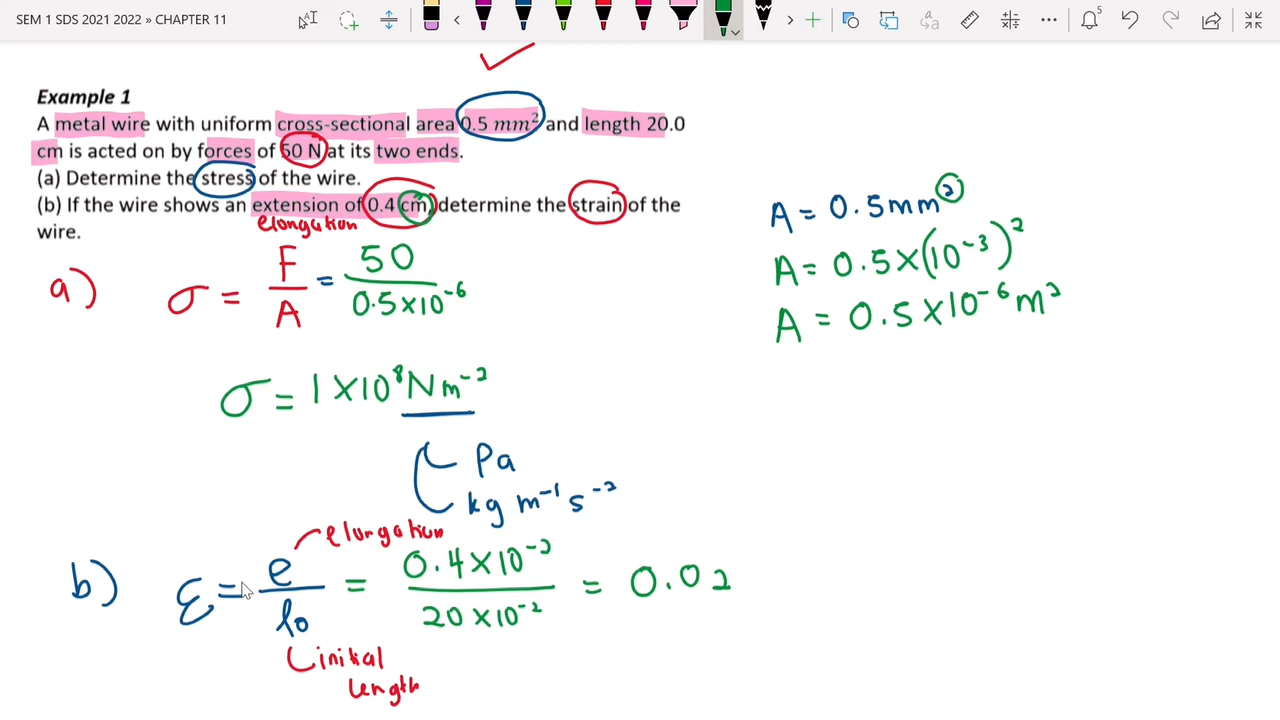 SEM 1 SDS 2021 2022 » CHAPTER 11
5
Example 1
A metal wire with uniform cross-sectional area 0.5 mm² and length 20.0
cm is acted on by forces of 50 N at its two ends.
(a) Determine the stress of the wire.
(b) If the wire shows an extension of 0.4 cm, determine the strain of the
wire.
elongation
a) σ = F/A = 50/0.5×10⁻⁶
σ = 1×10⁸ Nm⁻²
Pa
kg m⁻¹ s⁻²
A = 0.5mm²
A = 0.5×(10⁻³)²
A = 0.5×10⁻⁶ m²
elongation
b) ε = e/l₀ = 0.4×10⁻²/20×10⁻² = 0.02
initial
length